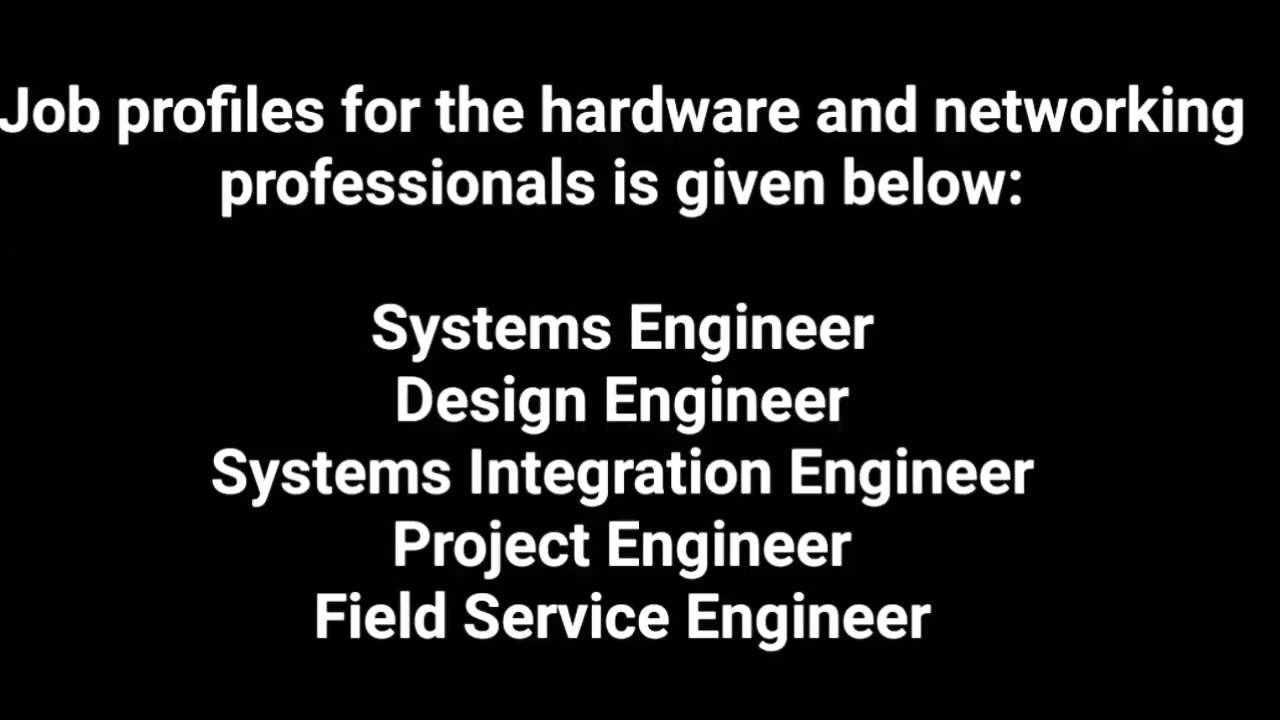 Job profiles for the hardware and networking
professionals is given below:
Systems Engineer
Design Engineer
Systems Integration Engineer
Project Engineer
Field Service Engineer